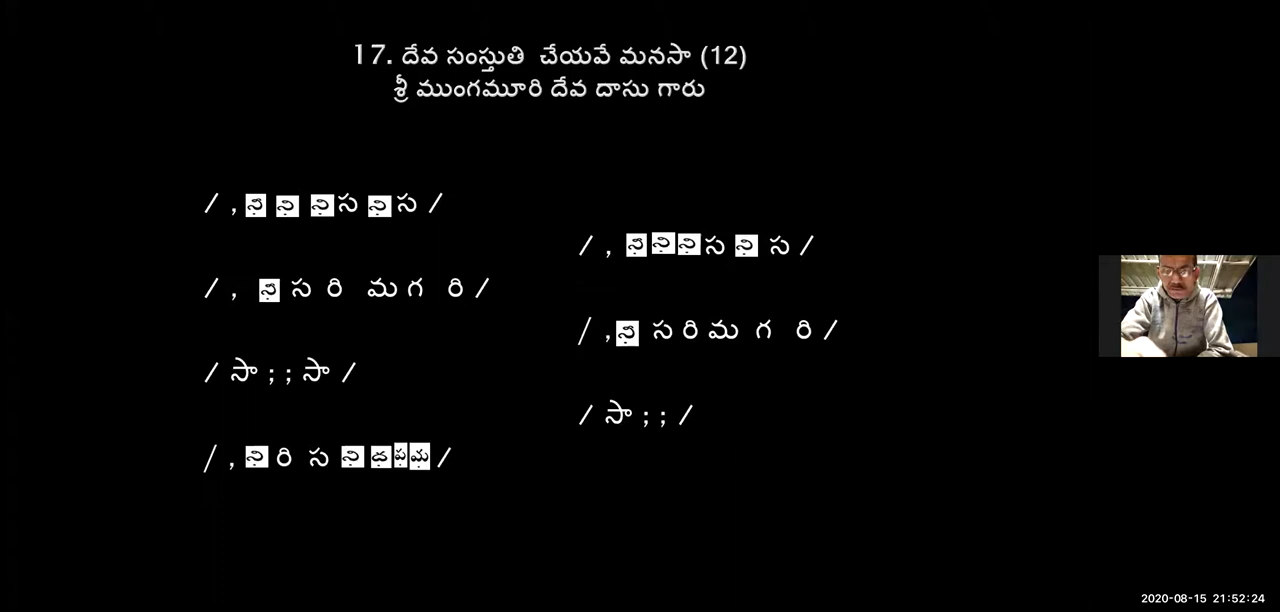 17. దేవ సంస్తుతి చేయవే మనసా (12)
శ్రీ ముంగమూరి దేవ దాసు గారు
/ , ని ని ని స ని స /
/ , ని ని ని స ని స /
/ , ని స రి మ గ రి /
/ , ని స రి మ గ రి /
/ సా ; ; సా /
/ సా ; ; /
/ , ని రి స ని ద ప మ /
2020-08-15 21:52:24